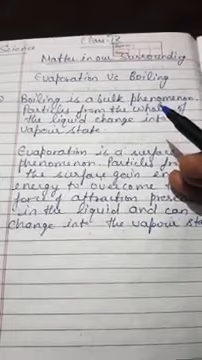 Science
Matter in our surrounding
Evaporation Vs Boiling
Boiling is a bulk phenomenon.
Particles from the whole of
the liquid change into
vapour state.
Evaporation is a surface
phenomenon. Particles from
the surface gain
energy to overcome
force of attraction
in the liquid and can
change into the vapour